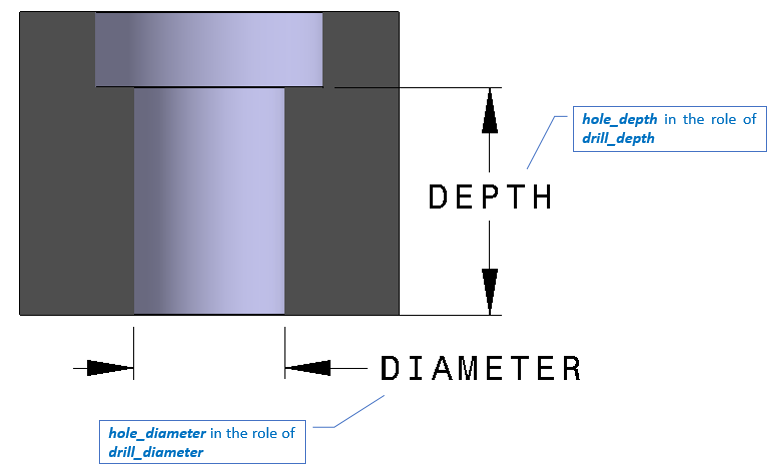 hole_depth in the role of
drill_depth
DEPTH
DIAMETER
hole_diameter in the role of
drill_diameter